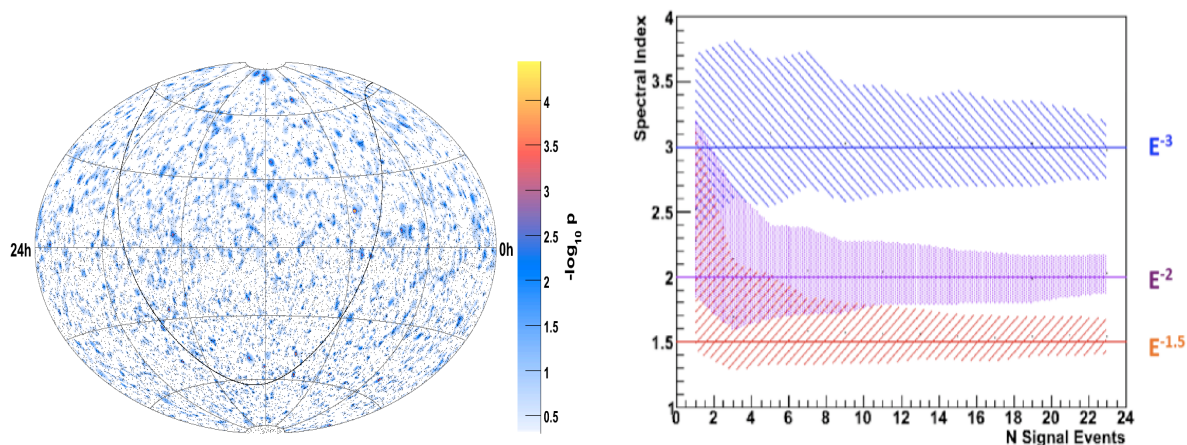 24h
0h
4
3.5
3
2.5
2
1.5
1
0.5
-log₁₀ p
4
3.5
3
2.5
2
1.5
1
Spectral Index
0 2 4 6 8 10 12 14 16 18 20 22 24
N Signal Events
E⁻³
E⁻²
E⁻¹·⁵